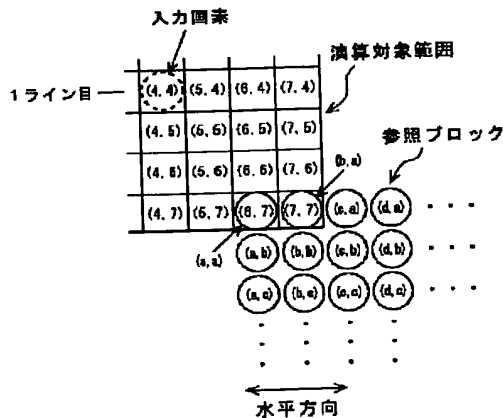 入力画素
演算対象範囲
1ライン目
(4, 4) (5, 4) (6, 4) (7, 4)
(4, 5) (5, 5) (6, 5) (7, 5)
参照ブロック
(4, 6) (5, 6) (6, 6) (7, 6)
(b, a)
(4, 7) (5, 7) (6, 7) (7, 7) (c, a) (d, a) ・・・
(a, a)
(a, b) (b, b) (c, b) (d, b) ・・・
(a, c) (b, c) (c, c) (d, c) ・・・
水平方向